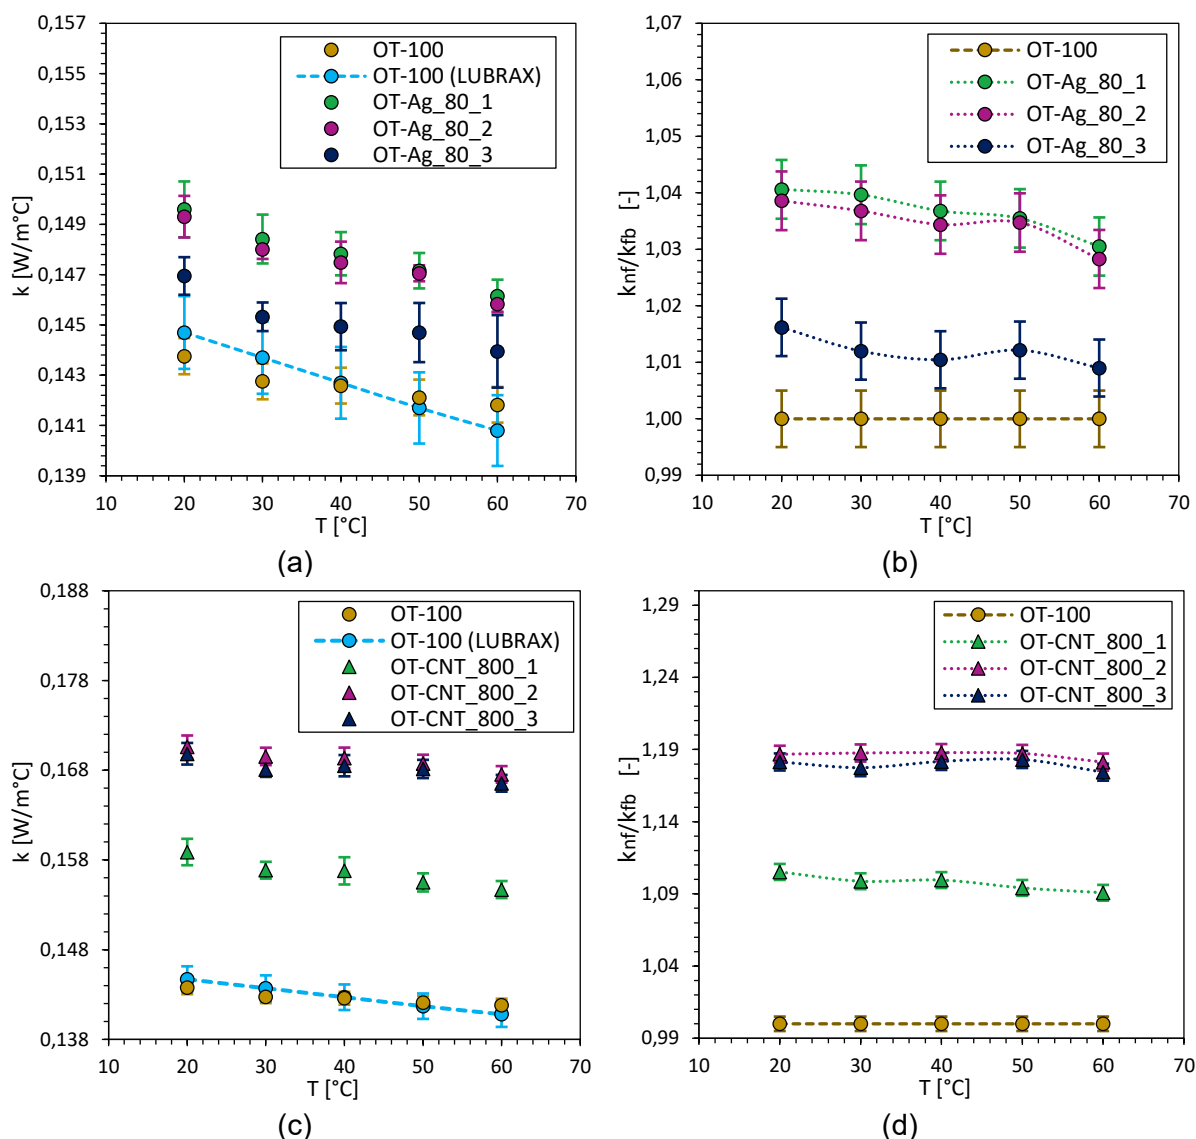 0,157
0,155
0,153
0,151
0,149
0,147
0,145
0,143
0,141
0,139
k [W/m°C]
OT-100
OT-100 (LUBRAX)
OT-Ag_80_1
OT-Ag_80_2
OT-Ag_80_3
10 20 30 40 50 60 70
T [°C]
(a)
1,07
1,06
1,05
1,04
1,03
1,02
1,01
1,00
0,99
knf/kfb [-]
OT-100
OT-Ag_80_1
OT-Ag_80_2
OT-Ag_80_3
10 20 30 40 50 60 70
T [°C]
(b)
0,188
0,178
0,168
0,158
0,148
0,138
k [W/m°C]
OT-100
OT-100 (LUBRAX)
OT-CNT_800_1
OT-CNT_800_2
OT-CNT_800_3
10 20 30 40 50 60 70
T [°C]
(c)
1,29
1,24
1,19
1,14
1,09
1,04
0,99
knf/kfb [-]
OT-100
OT-CNT_800_1
OT-CNT_800_2
OT-CNT_800_3
10 20 30 40 50 60 70
T [°C]
(d)